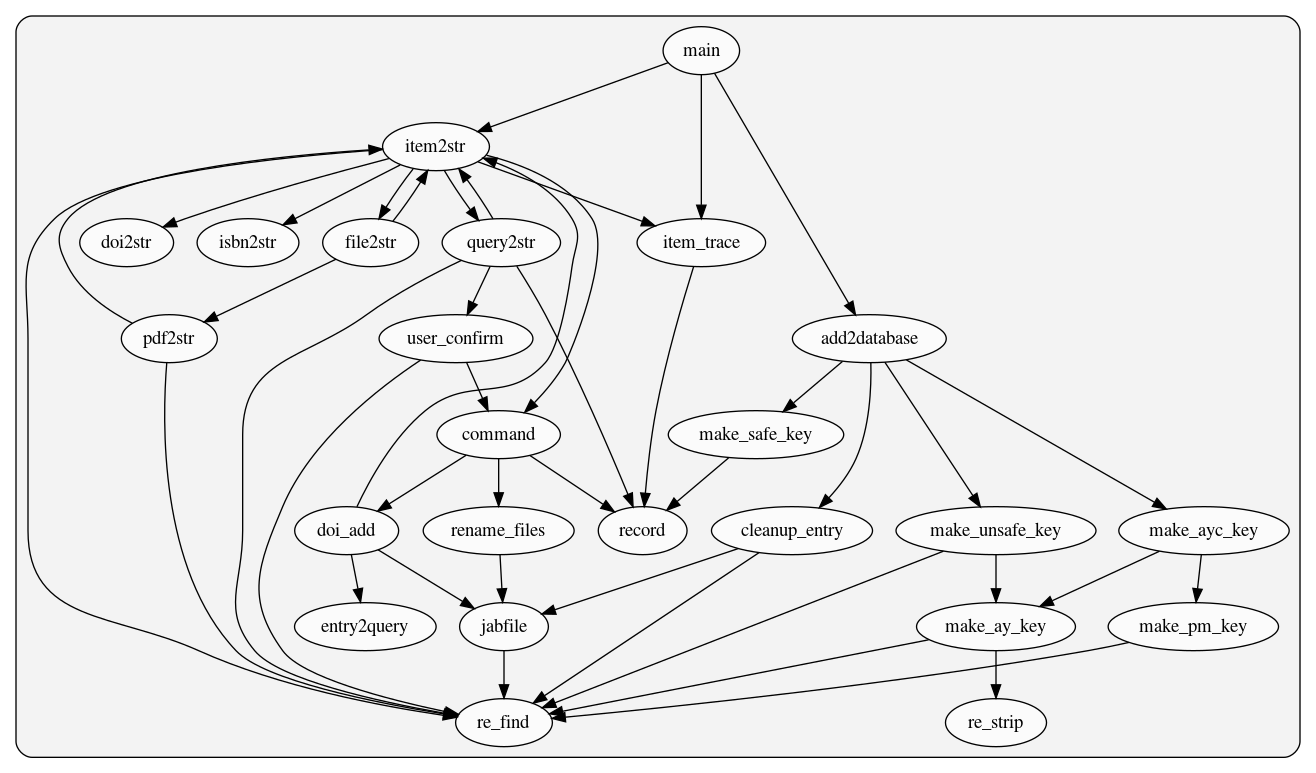 main
item2str
doi2str
isbn2str
file2str
query2str
item_trace
pdf2str
user_confirm
add2database
command
make_safe_key
doi_add
rename_files
record
cleanup_entry
make_unsafe_key
make_ayc_key
entry2query
jabfile
make_ay_key
make_pm_key
re_find
re_strip